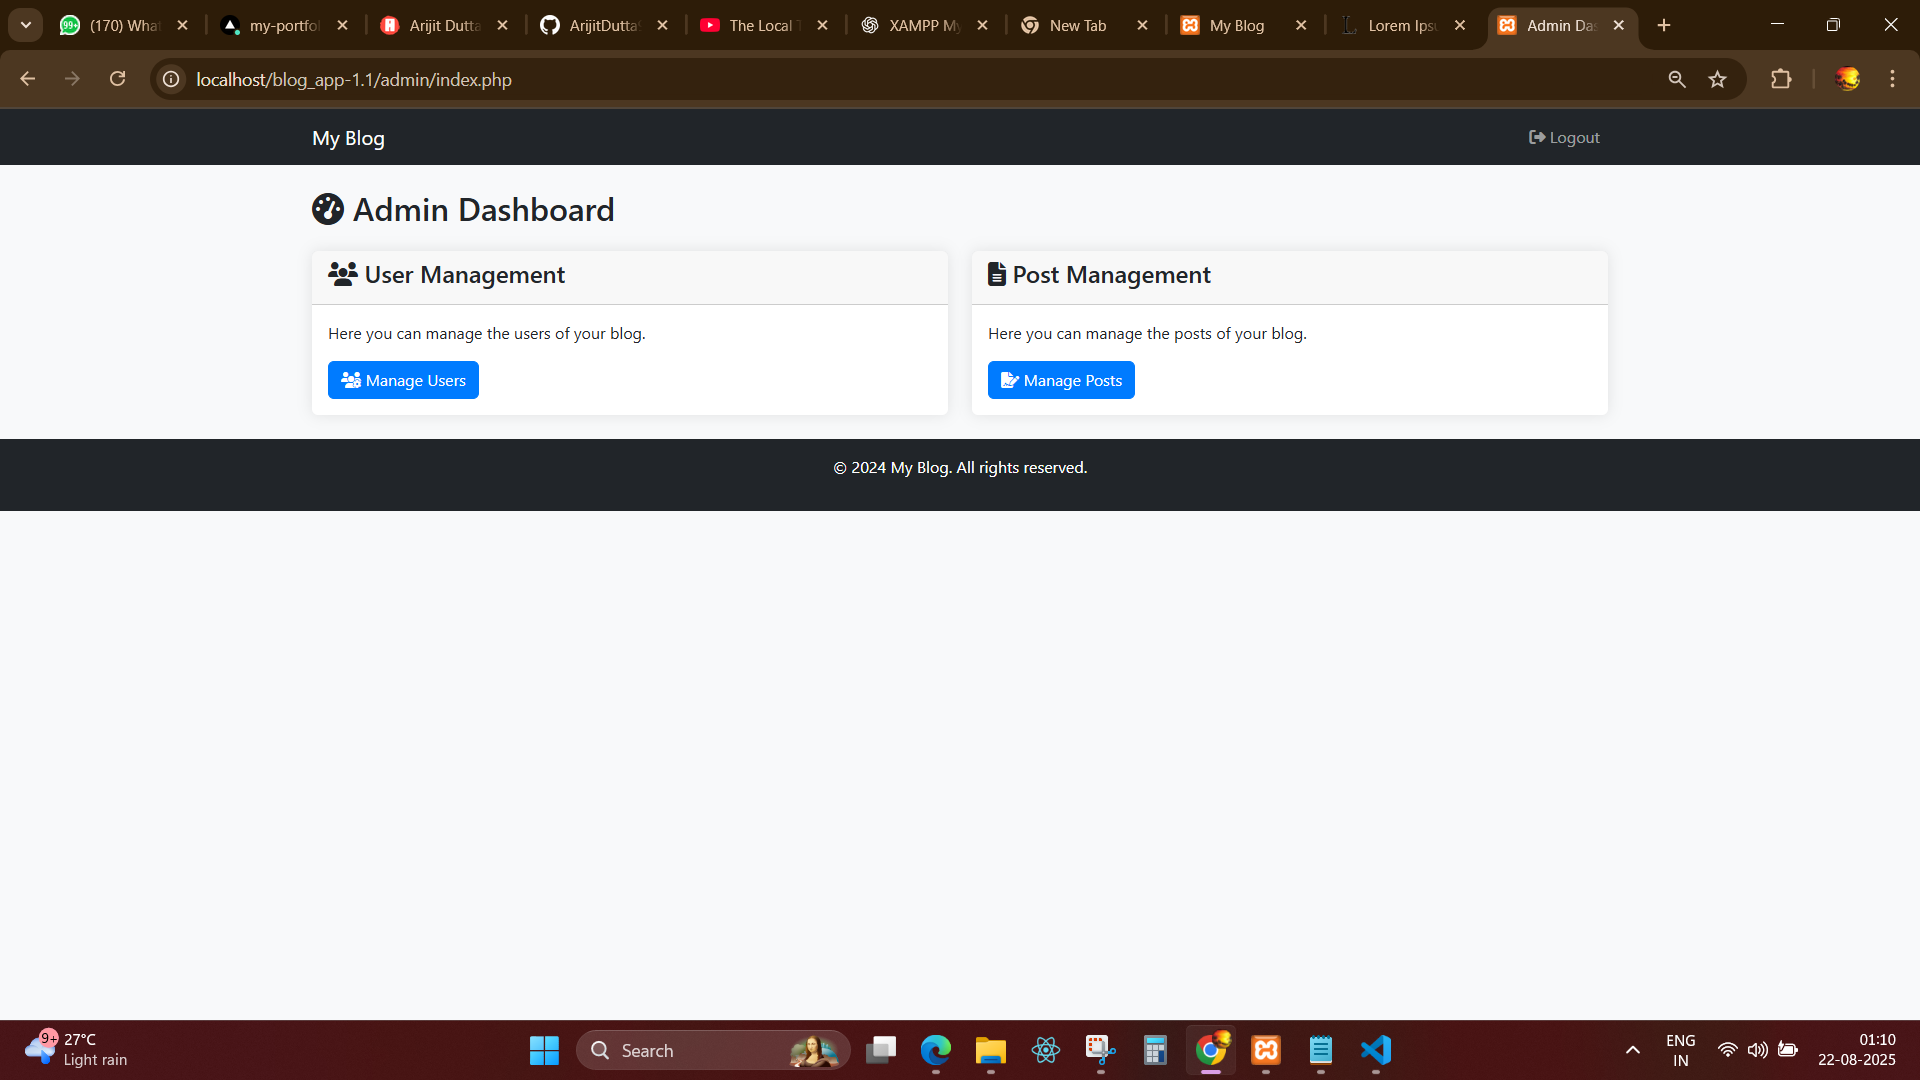 (170) What
my-portfol
Arijit Dutta
ArijitDutta
The Local
XAMPP My
New Tab
My Blog
Lorem Ips
Admin Das
localhost/blog_app-1.1/admin/index.php
My Blog
Logout
Admin Dashboard
User Management
Here you can manage the users of your blog.
Manage Users
Post Management
Here you can manage the posts of your blog.
Manage Posts
© 2024 My Blog. All rights reserved.
9+
27°C
Light rain
Search
ENG
IN
01:10
22-08-2025